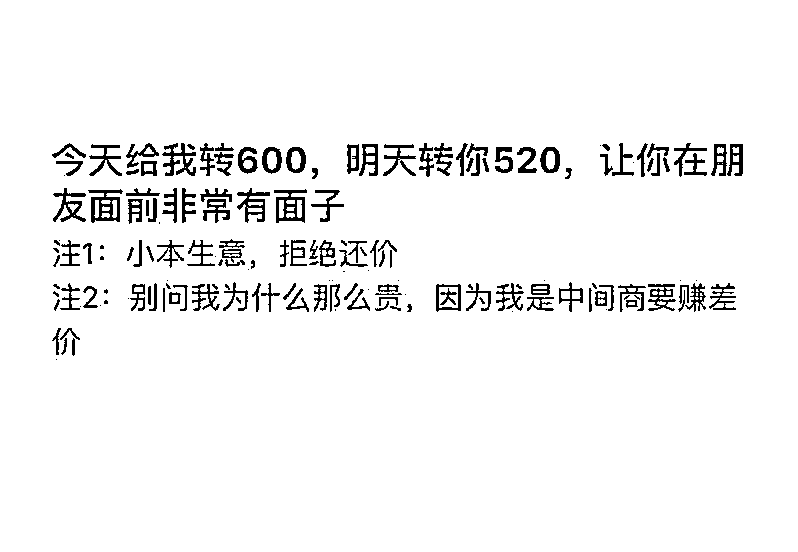 今天给我转600，明天转你520，让你在朋
友面前非常有面子
注1：小本生意，拒绝还价
注2：别问我为什么那么贵，因为我是中间商要赚差
价